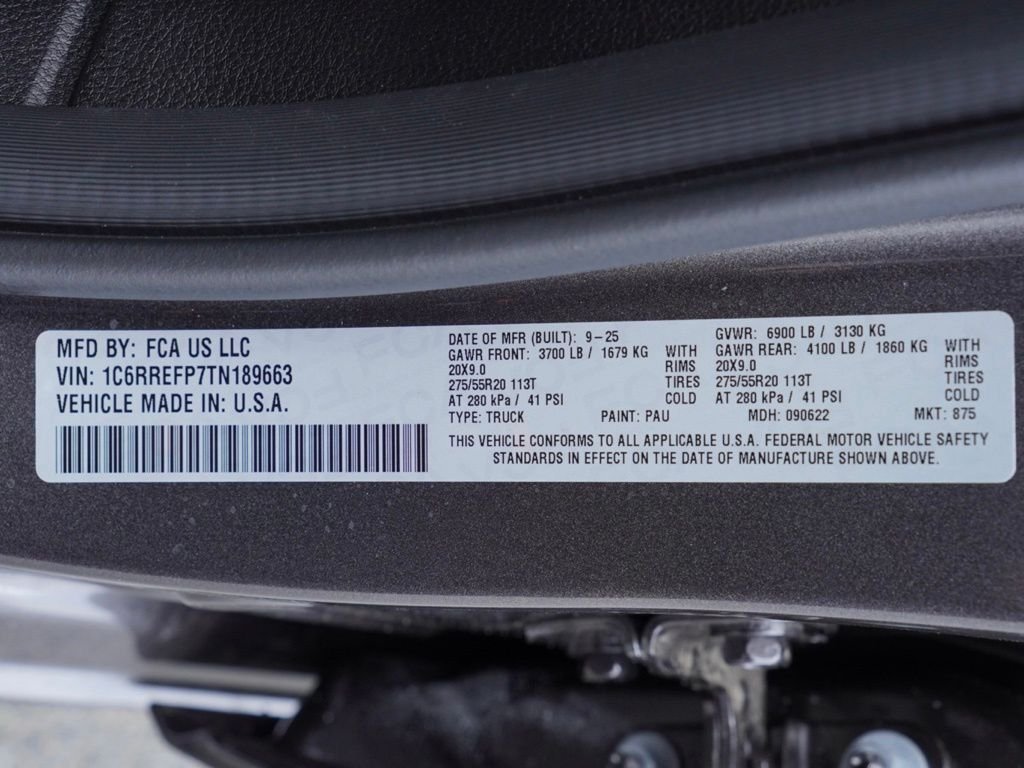 MFD BY: FCA US LLC
VIN: 1C6RREFP7TN189663
VEHICLE MADE IN: U.S.A.
DATE OF MFR (BUILT): 9-25
GAWR FRONT: 3700 LB / 1679 KG WITH
20X9.0 RIMS
275/55R20 113T TIRES
AT 280 kPa / 41 PSI COLD
GVWR: 6900 LB / 3130 KG
GAWR REAR: 4100 LB / 1860 KG WITH
20X9.0 RIMS
275/55R20 113T TIRES
AT 280 kPa / 41 PSI COLD
TYPE: TRUCK PAINT: PAU MDH: 090622 MKT: 875
THIS VEHICLE CONFORMS TO ALL APPLICABLE U.S.A. FEDERAL MOTOR VEHICLE SAFETY
STANDARDS IN EFFECT ON THE DATE OF MANUFACTURE SHOWN ABOVE.